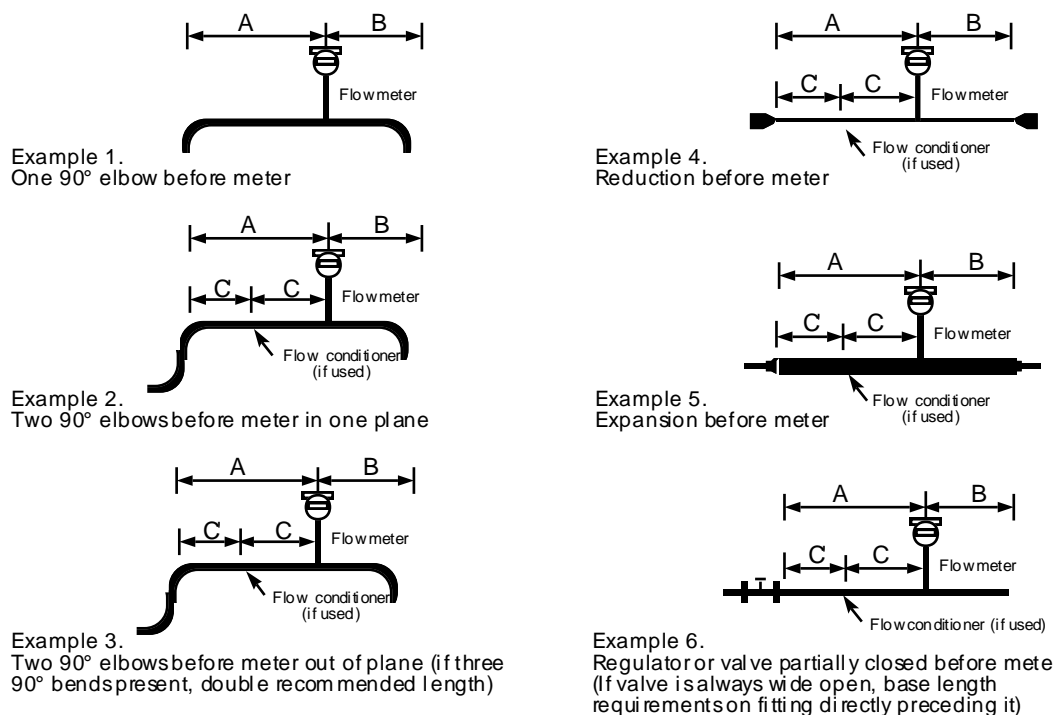 A
B
Flowmeter
Example 1.
One 90° elbow before meter
A
B
C
C
Flowmeter
Flow conditioner
(if used)
Example 2.
Two 90° elbows before meter in one plane
A
B
C
C
Flowmeter
Flow conditioner
(if used)
Example 3.
Two 90° elbows before meter out of plane (if three
90° bends present, double recommended length)
A
B
C
C
Flowmeter
Flow conditioner
(if used)
Example 4.
Reduction before meter
A
B
C
C
Flowmeter
Flow conditioner
(if used)
Example 5.
Expansion before meter
A
B
C
C
Flowmeter
Flow conditioner (if used)
Example 6.
Regulator or valve partially closed before mete
(If valve is always wide open, base length
requirements on fitting directly preceding it)